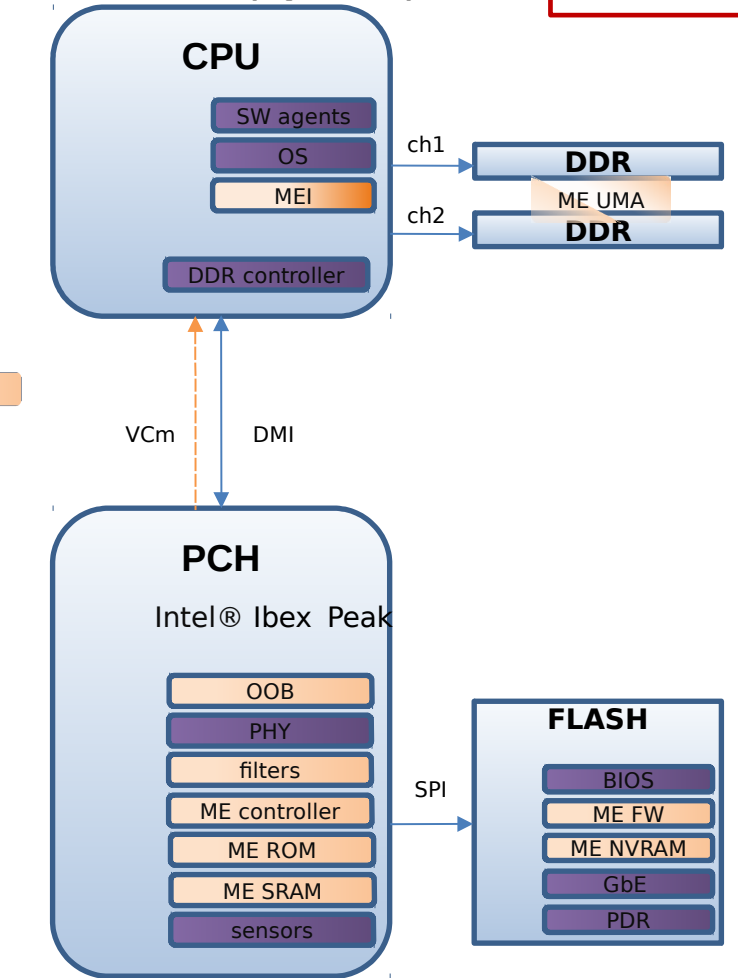 CPU
SW agents
OS
MEI
DDR controller
ch1
ch2
DDR
ME UMA
DDR
VCm
DMI
PCH
Intel® Ibex Peak
OOB
PHY
filters
ME controller
ME ROM
ME SRAM
sensors
SPI
FLASH
BIOS
ME FW
ME NVRAM
GbE
PDR